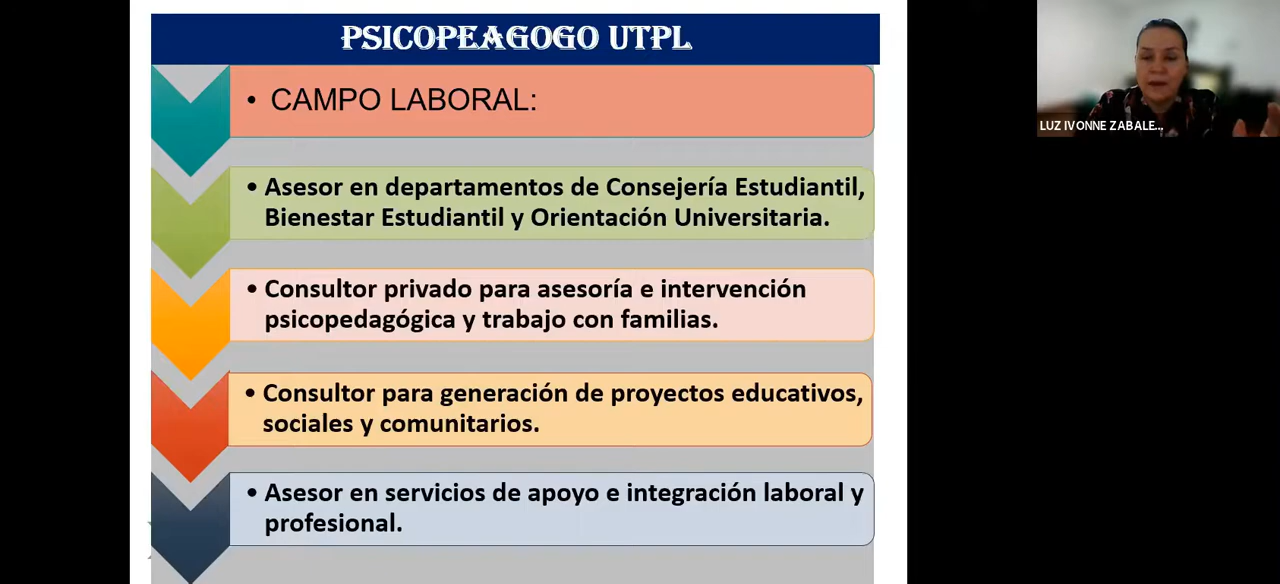 PSICOPEAGOGO UTPL
• CAMPO LABORAL:
• Asesor en departamentos de Consejería Estudiantil,
Bienestar Estudiantil y Orientación Universitaria.
• Consultor privado para asesoría e intervención
psicopedagógica y trabajo con familias.
• Consultor para generación de proyectos educativos,
sociales y comunitarios.
• Asesor en servicios de apoyo e integración laboral y
profesional.
LUZ IVONNE ZABALE...